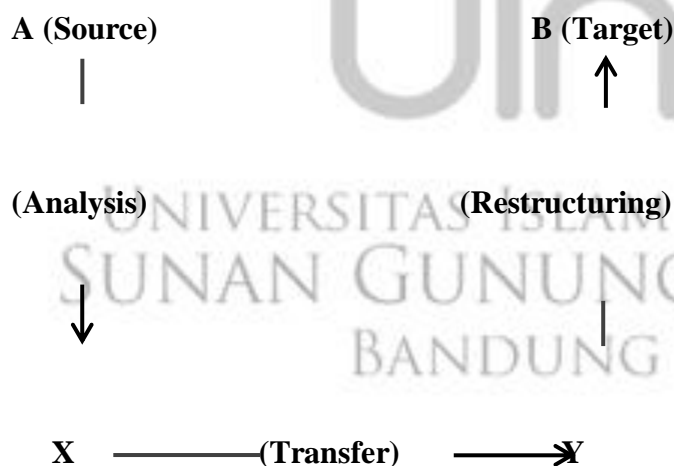 A (Source) B (Target)
(Analysis) (Restructuring)
UNIVERSITAS ISLAM
SUNAN GUNUNG
BANDUNG
X (Transfer) Y